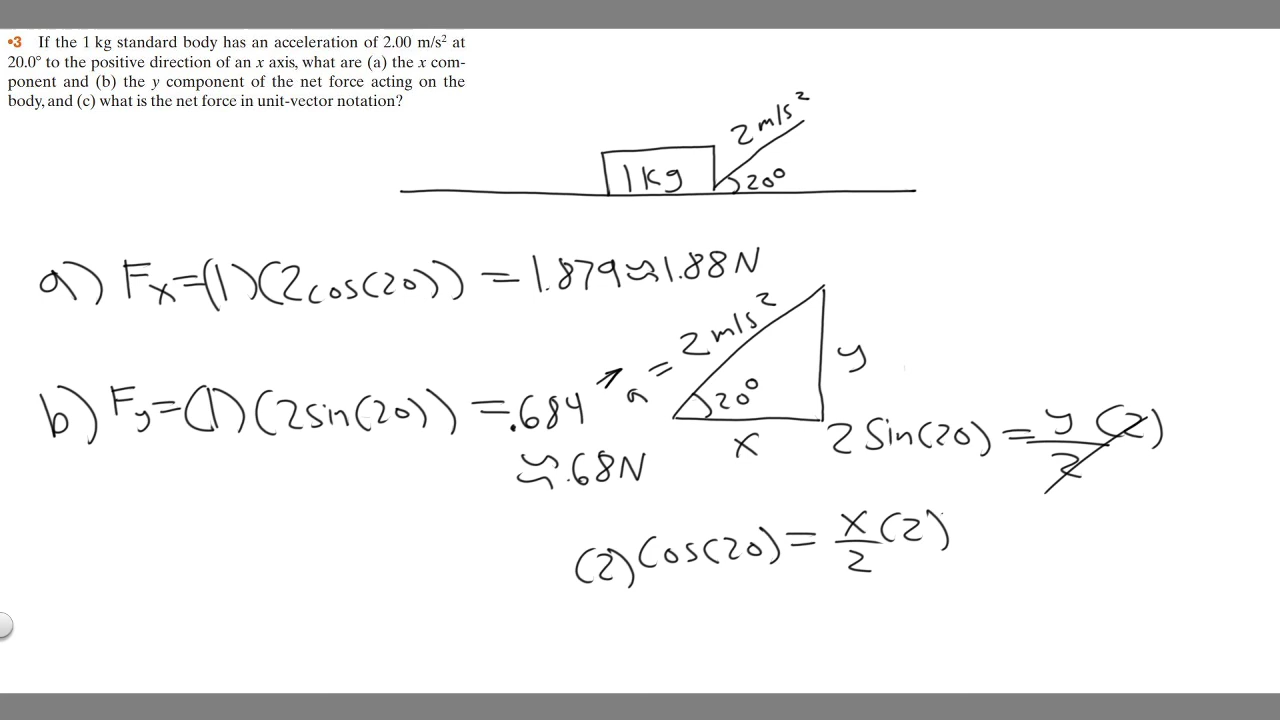 •3 If the 1 kg standard body has an acceleration of 2.00 m/s² at
20.0° to the positive direction of an x axis, what are (a) the x com-
ponent and (b) the y component of the net force acting on the
body, and (c) what is the net force in unit-vector notation?
2 m/s²
1kg
20°
a) Fx=(1)(2cos(20)) = 1.879≈1.88N
a = 2 m/s²
20°
y
x
b) Fy=(1)(2sin(20)) = .684
≈.68N
2 Sin(20) = y/2 (2)
(2)Cos(20) = x/2 (2)